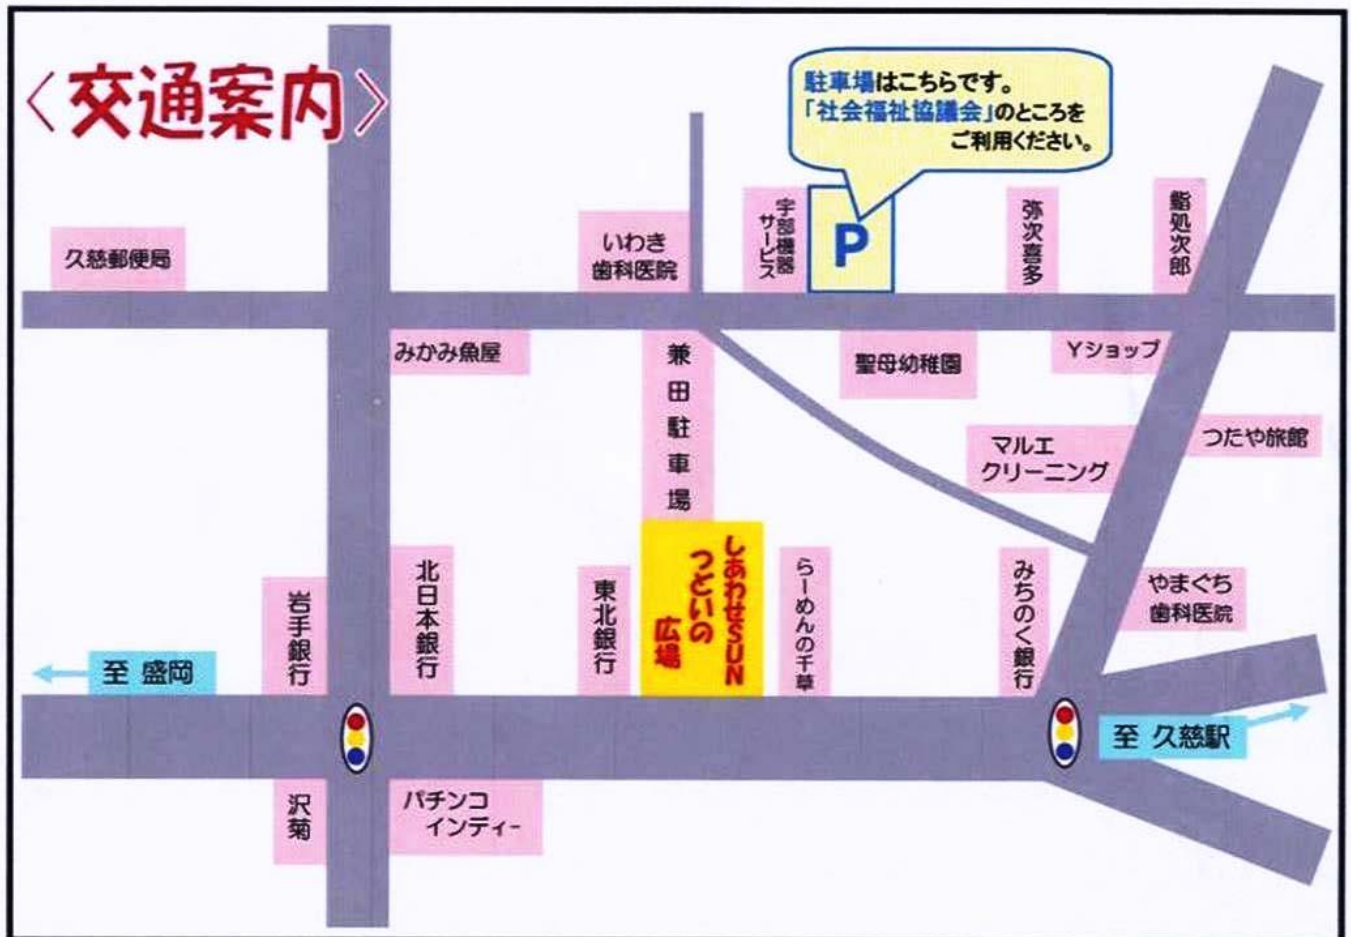 〈交通案内〉
駐車場はこちらです。
「社会福祉協議会」のところを
ご利用ください。
久慈郵便局
いわき
歯科医院
宇部機器
サービス
P
弥次喜多
鮨処次郎
みかみ魚屋
兼田駐車場
聖母幼稚園
Yショップ
マルエ
クリーニング
つたや旅館
岩手銀行
北日本銀行
東北銀行
しあわせSUN
つどいの
広場
らーめんの千草
みちのく銀行
やまぐち
歯科医院
至 盛岡
至 久慈駅
沢菊
パチンコ
インディー